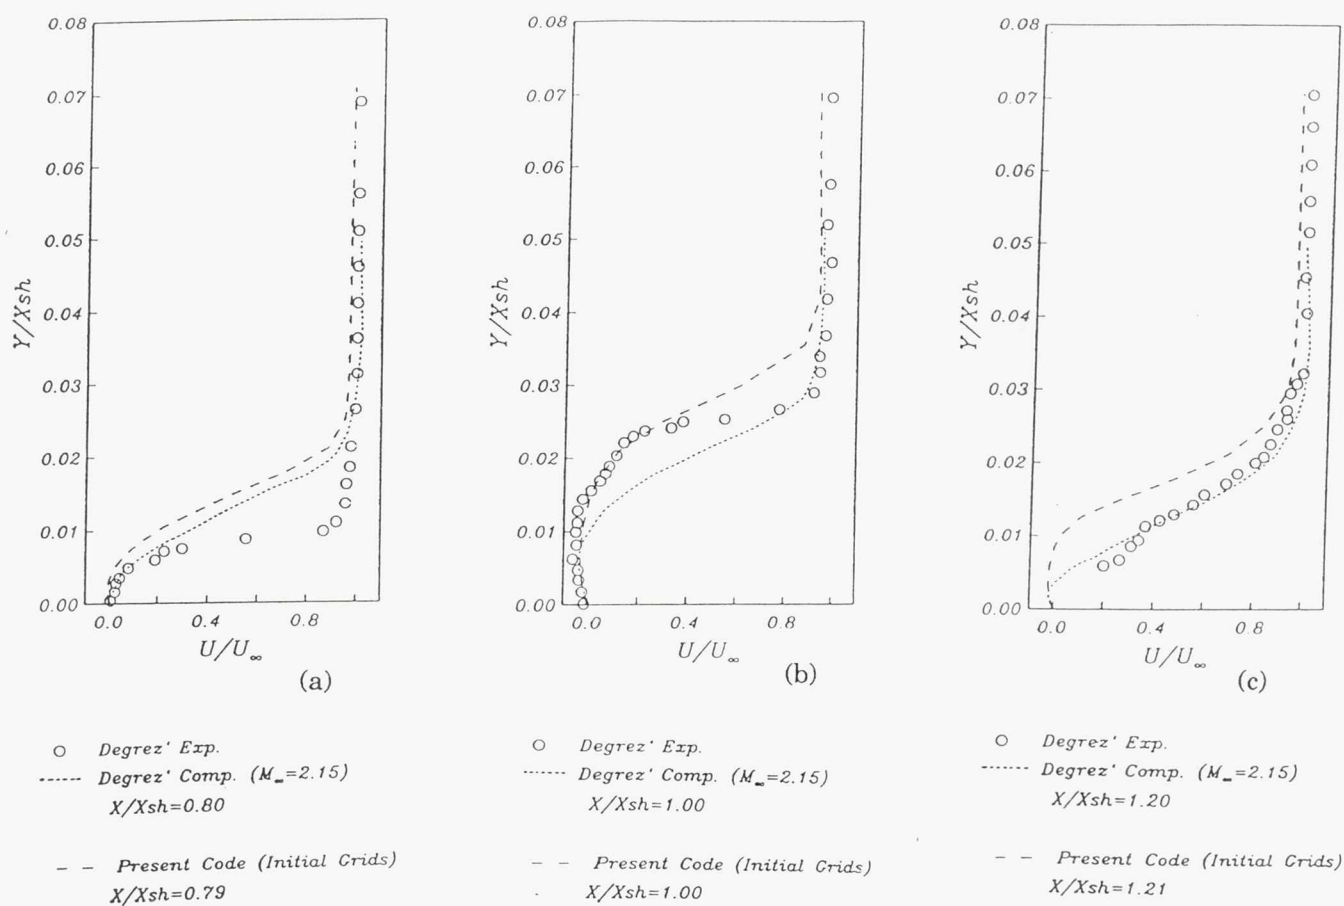 0.08
0.07
0.06
0.05
0.04
0.03
0.02
0.01
0.00
Y/Xsh
0.0 0.4 0.8
U/U∞
(a)
0.08
0.07
0.06
0.05
0.04
0.03
0.02
0.01
0.00
Y/Xsh
0.0 0.4 0.8
U/U∞
(b)
0.08
0.07
0.06
0.05
0.04
0.03
0.02
0.01
0.00
Y/Xsh
0.0 0.4 0.8
U/U∞
(c)
Degrez' Exp.
Degrez' Comp. (M∞=2.15)
X/Xsh=0.80
Present Code (Initial Grids)
X/Xsh=0.79
Degrez' Exp.
Degrez' Comp. (M∞=2.15)
X/Xsh=1.00
Present Code (Initial Grids)
X/Xsh=1.00
Degrez' Exp.
Degrez' Comp. (M∞=2.15)
X/Xsh=1.20
Present Code (Initial Grids)
X/Xsh=1.21